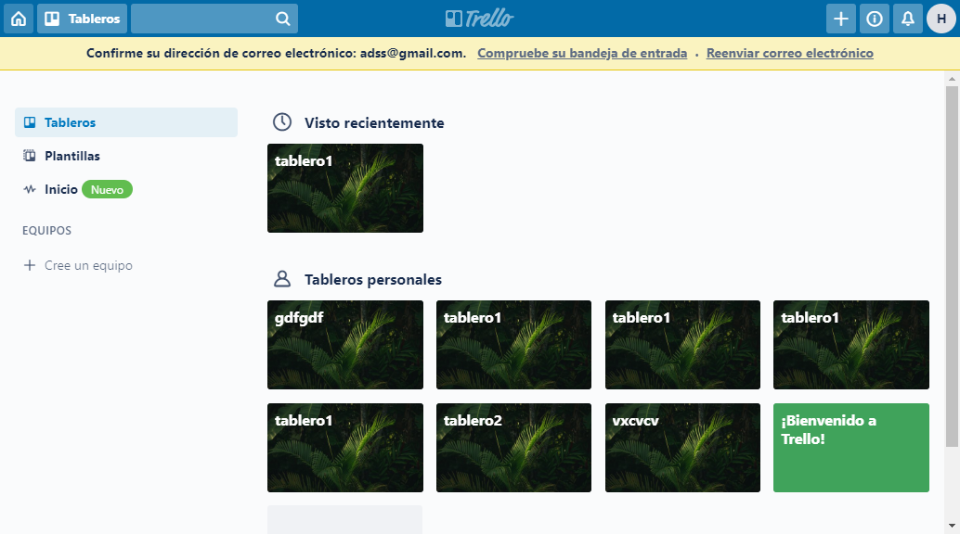 Tableros
Trello
H
Confirme su dirección de correo electrónico: adss@gmail.com. Compruebe su bandeja de entrada · Reenviar correo electrónico
Tableros
Plantillas
Inicio Nuevo
EQUIPOS
Cree un equipo
Visto recientemente
tablero1
Tableros personales
gdfgdf
tablero1
tablero1
tablero1
tablero1
tablero2
vxcvcv
¡Bienvenido a
Trello!